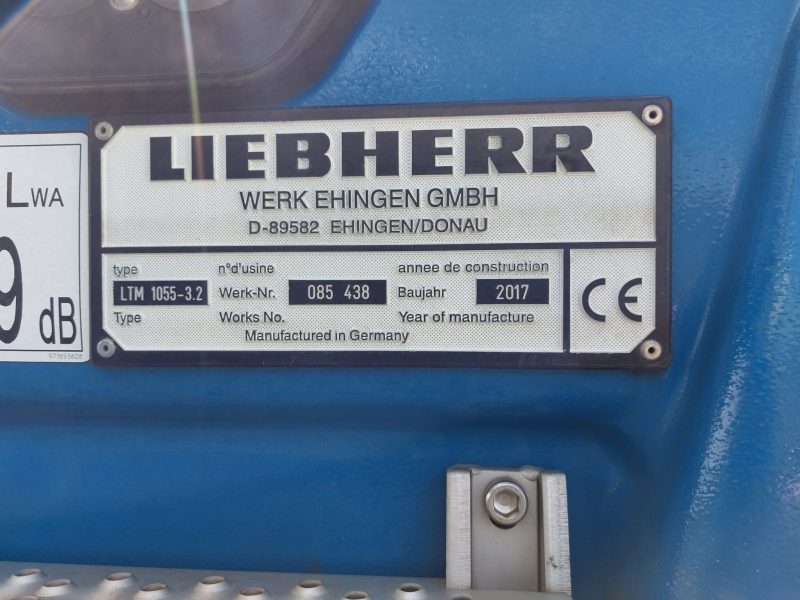 LWA
9
dB
971693608
LIEBHERR
WERK EHINGEN GMBH
D-89582 EHINGEN/DONAU
type n°d'usine annee de construction
LTM 1055-3.2 Werk-Nr. 085 438 Baujahr 2017
Type Works No. Year of manufacture
Manufactured in Germany
CE